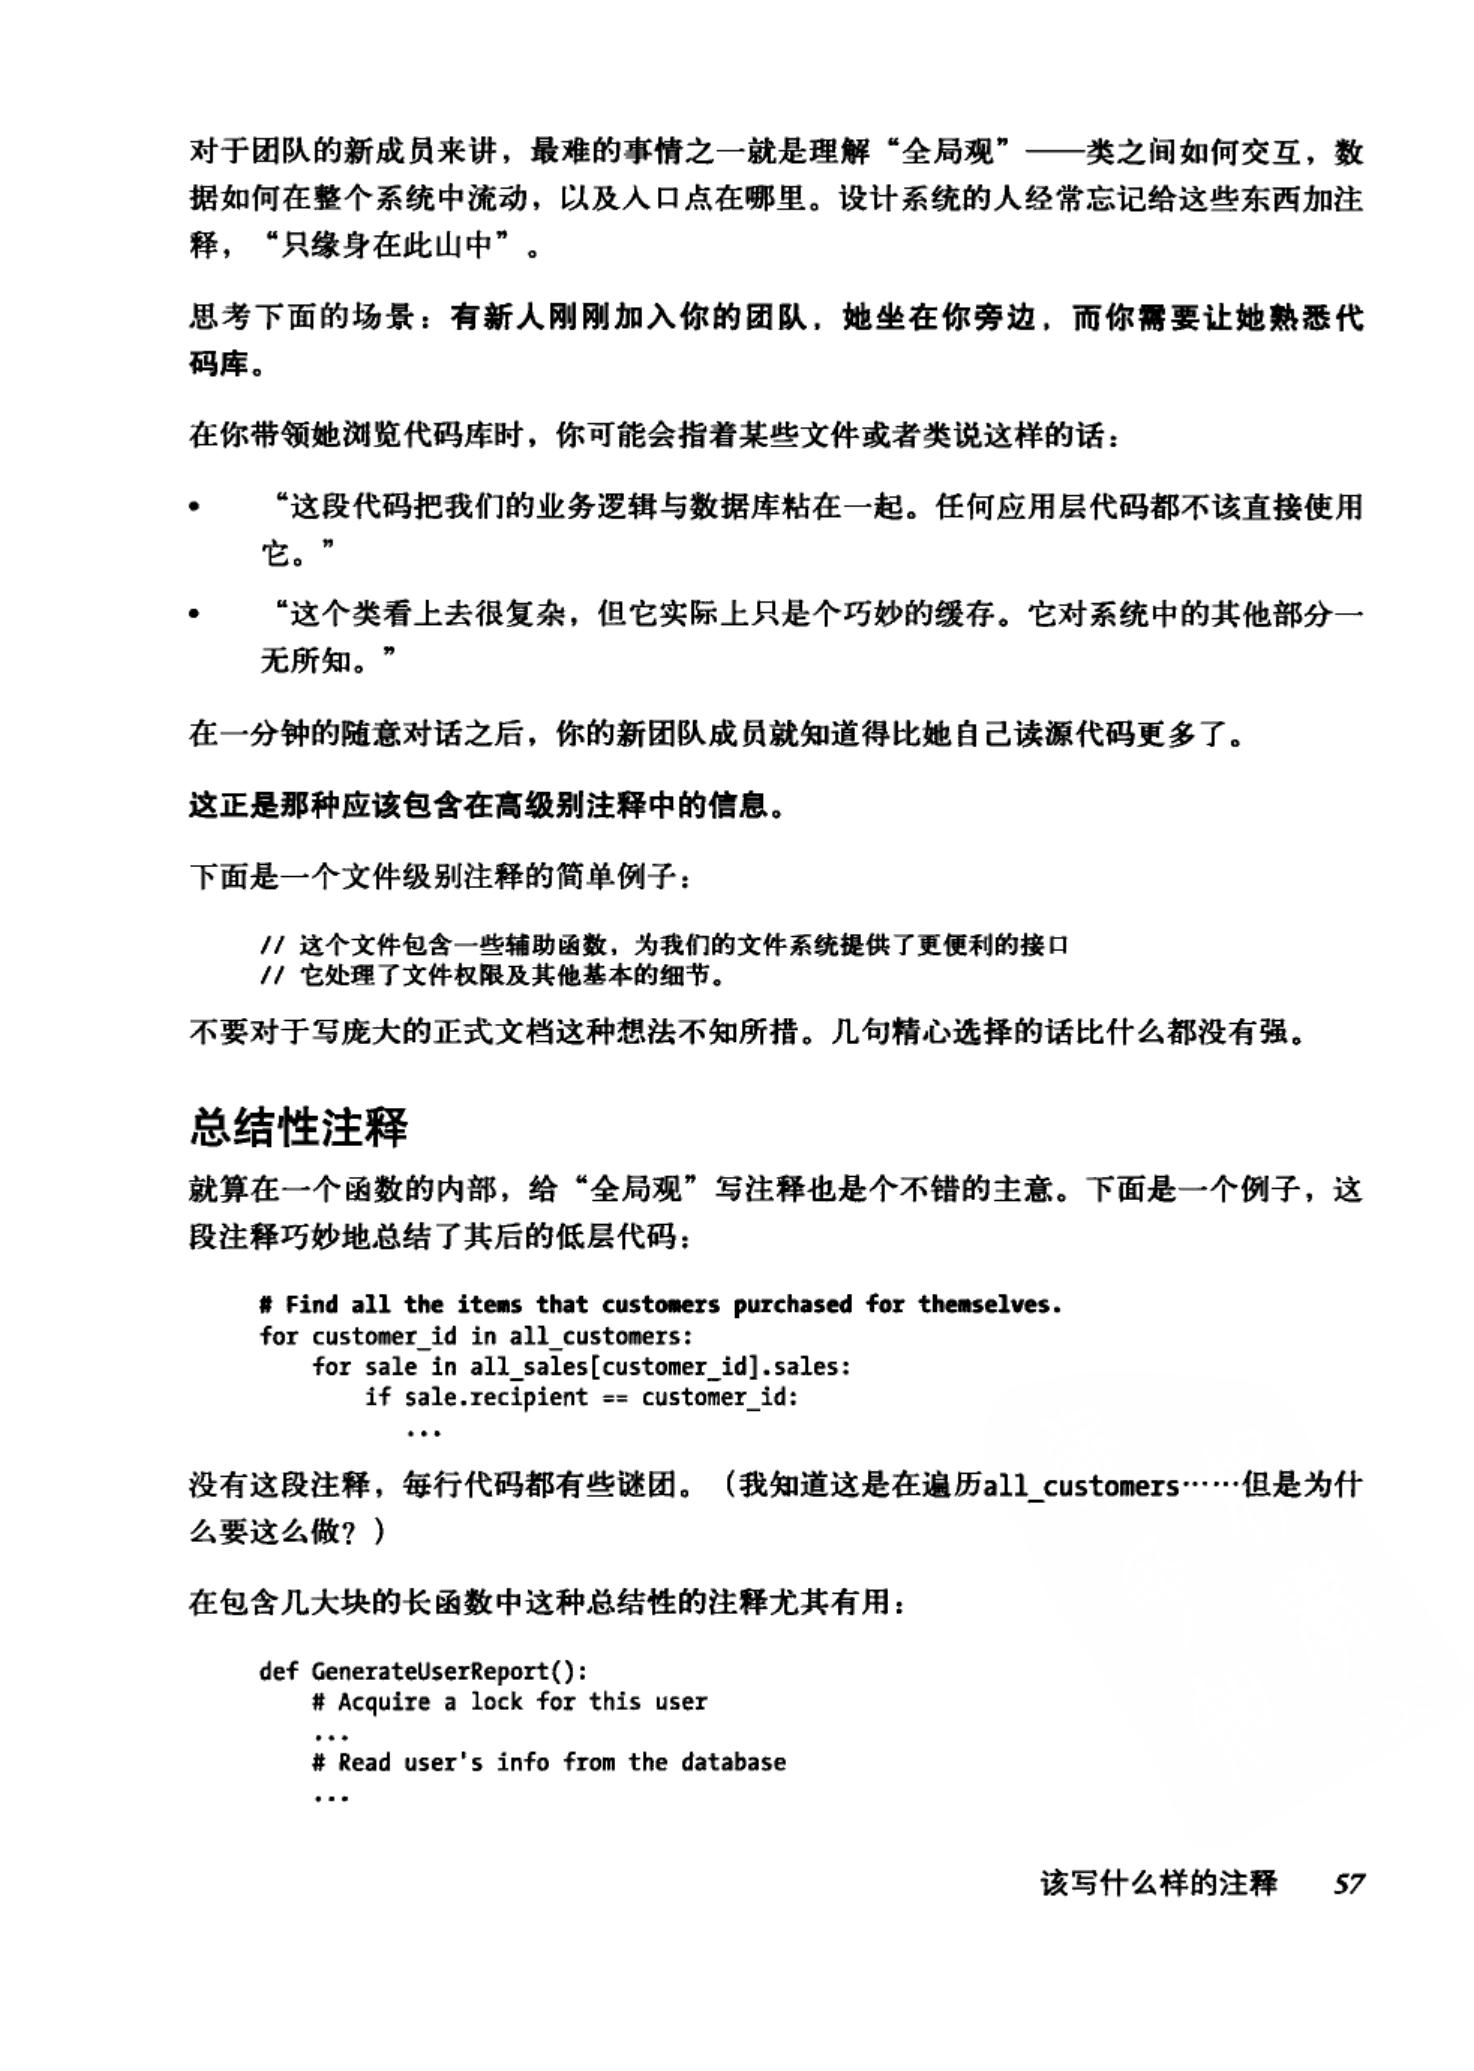 对于团队的新成员来讲，最难的事情之一就是理解“全局观”——类之间如何交互，数
据如何在整个系统中流动，以及入口点在哪里。设计系统的人经常忘记给这些东西加注
释，“只缘身在此山中”。
思考下面的场景：有新人刚刚加入你的团队，她坐在你旁边，而你需要让她熟悉代
码库。
在你带领她浏览代码库时，你可能会指着某些文件或者类说这样的话：
• “这段代码把我们的业务逻辑与数据库粘在一起。任何应用层代码都不该直接使用
它。”
• “这个类看上去很复杂，但它实际上只是个巧妙的缓存。它对系统中的其他部分一
无所知。”
在一分钟的随意对话之后，你的新团队成员就知道得比她自己读源代码更多了。
这正是那种应该包含在高级别注释中的信息。
下面是一个文件级别注释的简单例子：
// 这个文件包含一些辅助函数，为我们的文件系统提供了更便利的接口
// 它处理了文件权限及其他基本的细节。
不要对于写庞大的正式文档这种想法不知所措。几句精心选择的话比什么都没有强。
总结性注释
就算在一个函数的内部，给“全局观”写注释也是个不错的主意。下面是一个例子，这
段注释巧妙地总结了其后的低层代码：
# Find all the items that customers purchased for themselves.
for customer_id in all_customers:
    for sale in all_sales[customer_id].sales:
        if sale.recipient == customer_id:
           ...
没有这段注释，每行代码都有些谜团。（我知道这是在遍历all_customers……但是为什
么要这么做？）
在包含几大块的长函数中这种总结性的注释尤其有用：
def GenerateUserReport():
    # Acquire a lock for this user
    ...
    # Read user's info from the database
    ...
该写什么样的注释 57